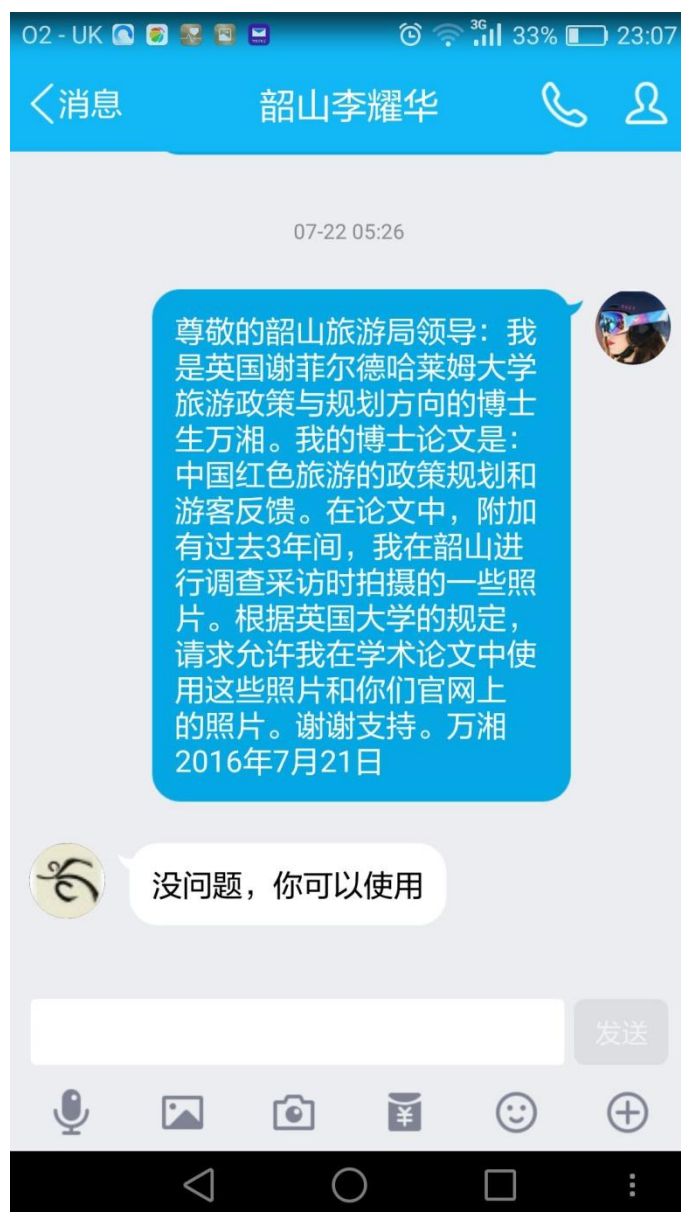 O2 - UK 3G 33% 23:07
消息 韶山李耀华
07-22 05:26
尊敬的韶山旅游局领导：我
是英国谢菲尔德哈莱姆大学
旅游政策与规划方向的博士
生万湘。我的博士论文是：
中国红色旅游的政策规划和
游客反馈。在论文中，附加
有过去3年间，我在韶山进
行调查采访时拍摄的一些照
片。根据英国大学的规定，
请求允许我在学术论文中使
用这些照片和你们官网上
的照片。谢谢支持。万湘
2016年7月21日
没问题，你可以使用
发送